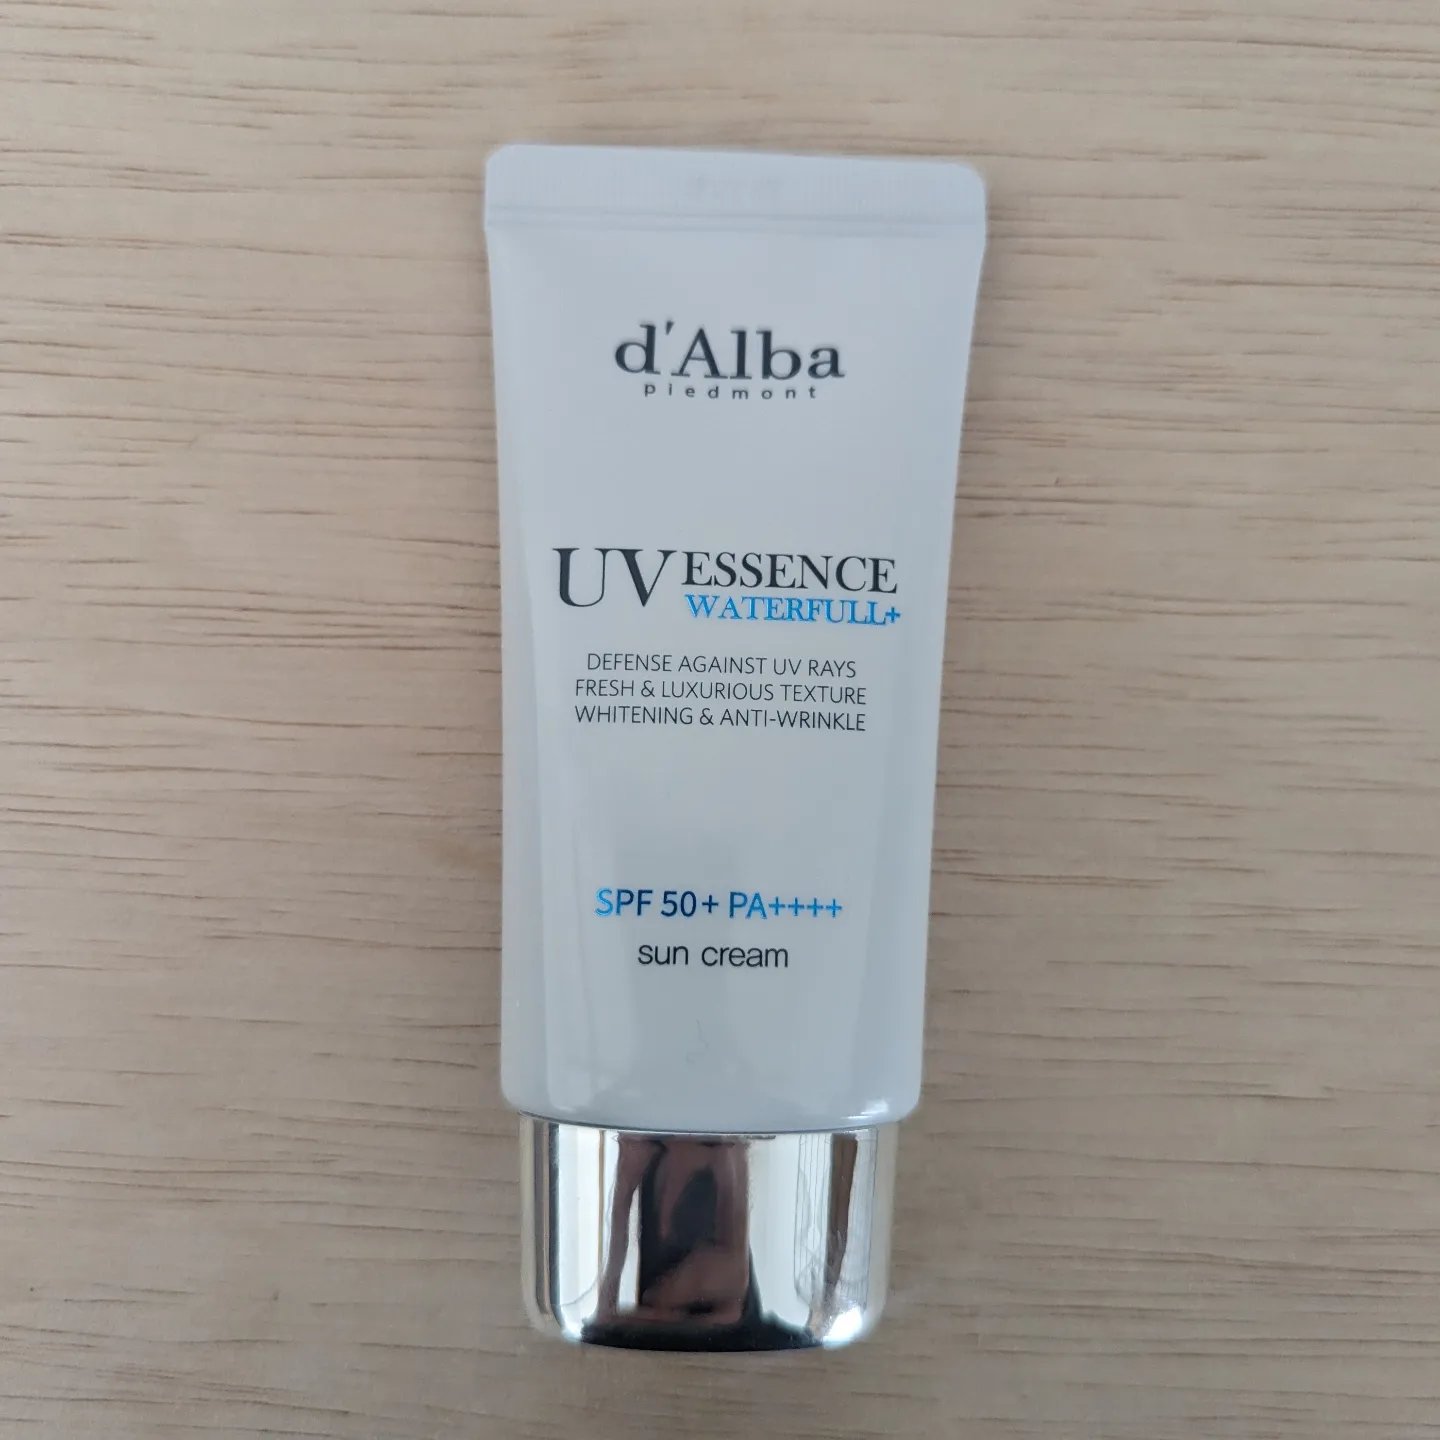 d'Alba
piedmont
UV ESSENCE
WATERFULL+
DEFENSE AGAINST UV RAYS
FRESH & LUXURIOUS TEXTURE
WHITENING & ANTI-WRINKLE
SPF 50+ PA++++
sun cream